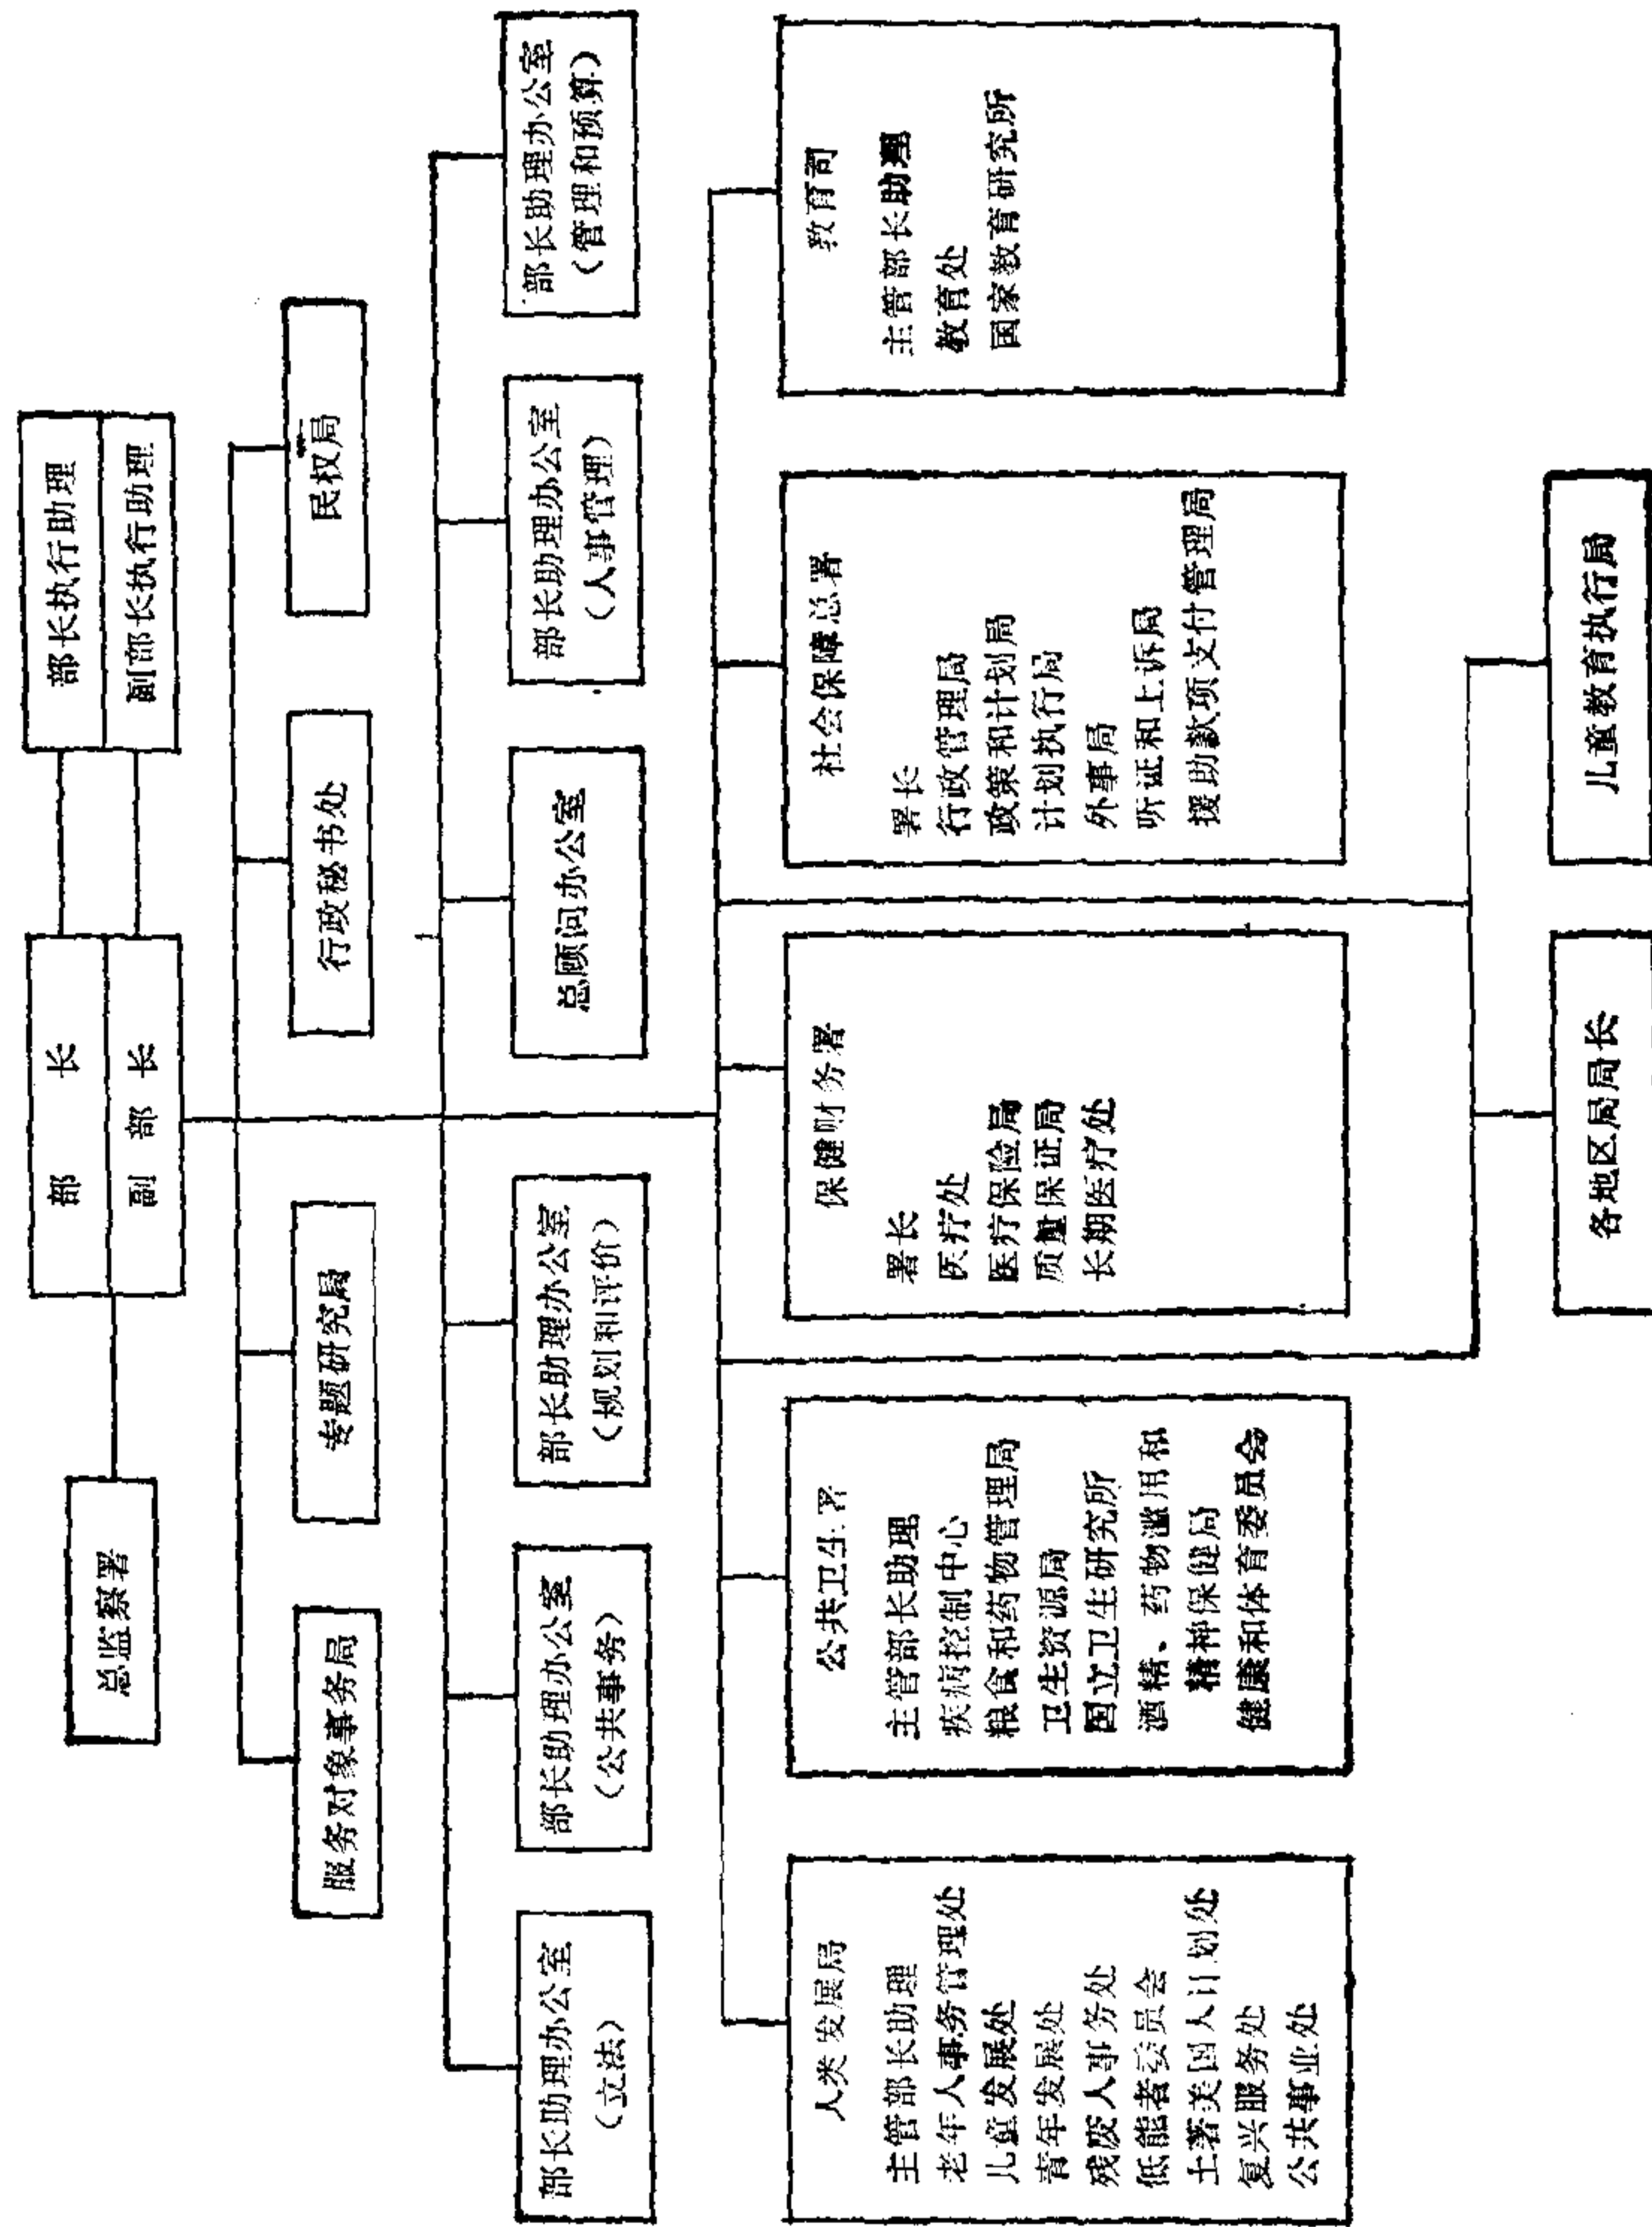 部长
副部长
部长执行助理
副部长执行助理
总监察署
服务对象事务局
专题研究局
行政秘书处
民权局
部长助理办公室
（立法）
部长助理办公室
（公共事务）
部长助理办公室
（规划和评价）
总顾问办公室
部长助理办公室
（人事管理）
部长助理办公室
（管理和预算）
人类发展局
主管部长助理
老年人事务管理处
儿童发展处
青年发展处
残废人事务处
低能者委员会
土著美国人计划处
复兴服务处
公共事业处
公共卫生署
主管部长助理
疾病控制中心
粮食和药物管理局
卫生资源局
国立卫生研究所
酒精、药物滥用和
精神保健局
健康和体育委员会
保健财务署
署长
医疗处
医疗保险局
质量保证局
长期医疗处
社会保障总署
署长
行政管理局
政策和计划局
计划执行局
外事局
听证和上诉局
援助款项支付管理局
教育司
主管部长助理
教育处
国家教育研究所
各地区局局长
儿童教育执行局